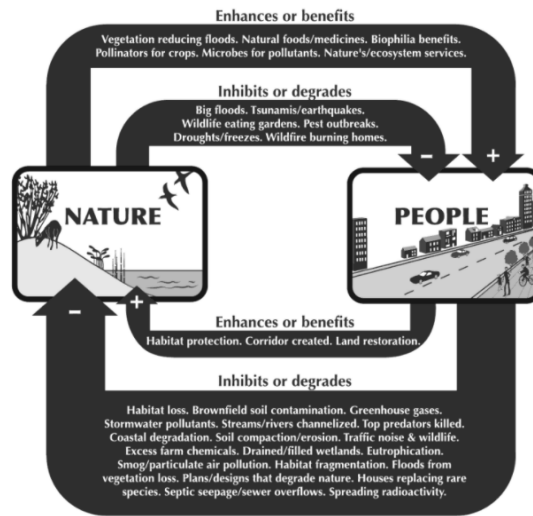 Enhances or benefits
Vegetation reducing floods. Natural foods/medicines. Biophilia benefits.
Pollinators for crops. Microbes for pollutants. Nature's/ecosystem services.
Inhibits or degrades
Big floods. Tsunamis/earthquakes.
Wildlife eating gardens. Pest outbreaks.
Droughts/freezes. Wildfire burning homes.
− +
NATURE
PEOPLE
− +
Enhances or benefits
Habitat protection. Corridor created. Land restoration.
Inhibits or degrades
Habitat loss. Brownfield soil contamination. Greenhouse gases.
Stormwater pollutants. Streams/rivers channelized. Top predators killed.
Coastal degradation. Soil compaction/erosion. Traffic noise & wildlife.
Excess farm chemicals. Drained/filled wetlands. Eutrophication.
Smog/particulate air pollution. Habitat fragmentation. Floods from
vegetation loss. Plans/designs that degrade nature. Houses replacing rare
species. Septic seepage/sewer overflows. Spreading radioactivity.